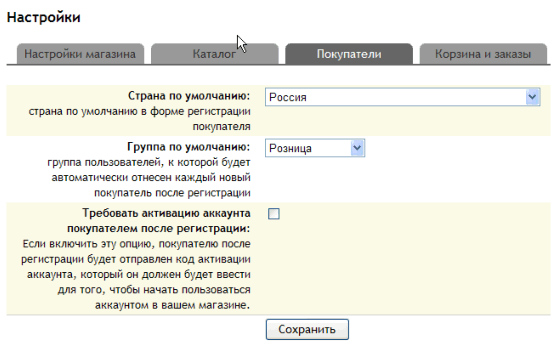 Настройки
Настройки магазина
Каталог
Покупатели
Корзина и заказы
Страна по умолчанию:
страна по умолчанию в форме регистрации
покупателя
Россия
Группа по умолчанию:
группа пользователей, к которой будет
автоматически отнесен каждый новый
покупатель после регистрации
Розница
Требовать активацию аккаунта
покупателем после регистрации:
Если включить эту опцию, покупателю после
регистрации будет отправлен код активации
аккаунта, который он должен будет ввести
для того, чтобы начать пользоваться
аккаунтом в вашем магазине.
Сохранить